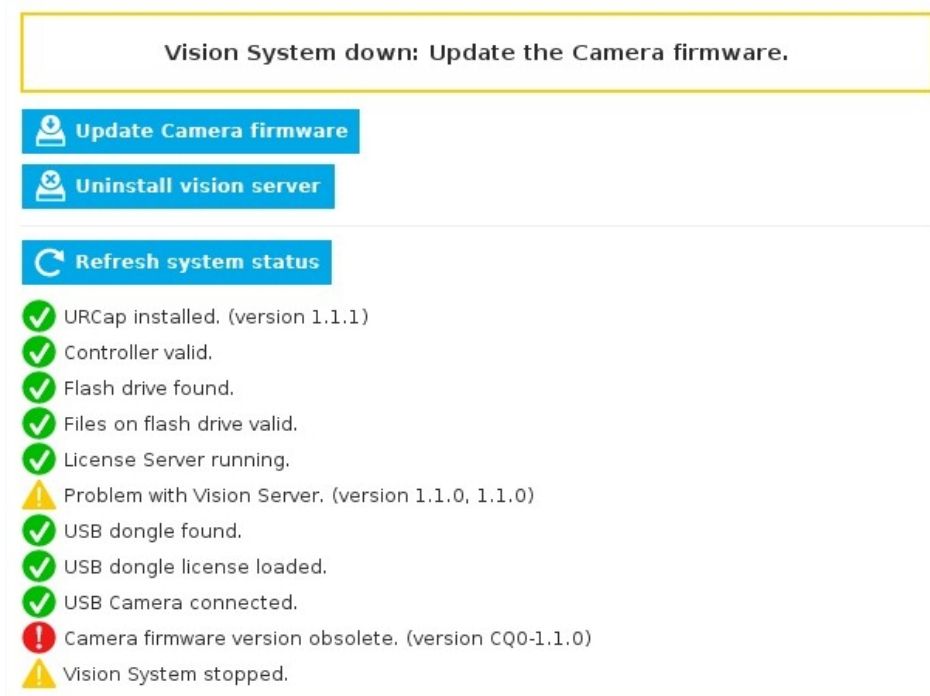 Vision System down: Update the Camera firmware.
Update Camera firmware
Uninstall vision server
Refresh system status
URCap installed. (version 1.1.1)
Controller valid.
Flash drive found.
Files on flash drive valid.
License Server running.
Problem with Vision Server. (version 1.1.0, 1.1.0)
USB dongle found.
USB dongle license loaded.
USB Camera connected.
Camera firmware version obsolete. (version CQ0-1.1.0)
Vision System stopped.